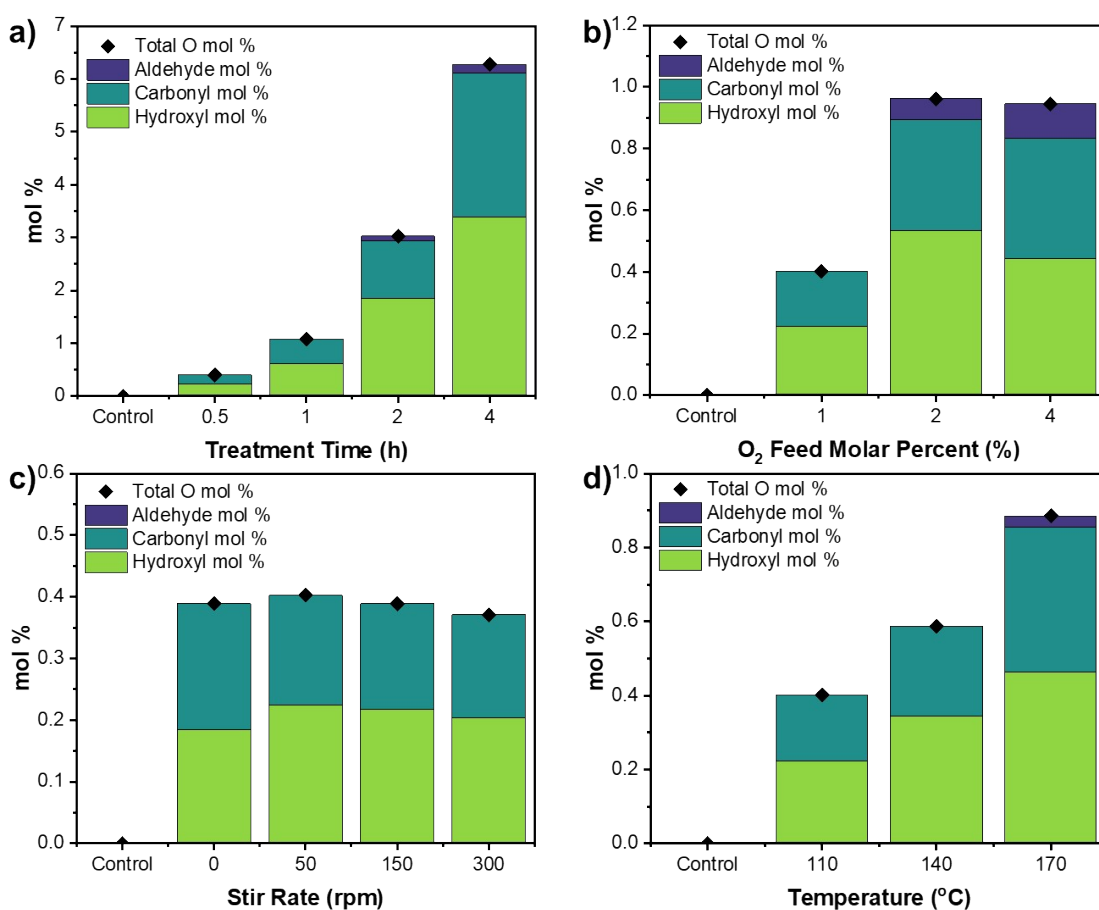 a)
Total O mol %
Aldehyde mol %
Carbonyl mol %
Hydroxyl mol %
7
6
5
4
3
2
1
0
mol %
Control 0.5 1 2 4
Treatment Time (h)
b)
Total O mol %
Aldehyde mol %
Carbonyl mol %
Hydroxyl mol %
1.2
1.0
0.8
0.6
0.4
0.2
0.0
mol %
Control 1 2 4
O₂ Feed Molar Percent (%)
c)
Total O mol %
Aldehyde mol %
Carbonyl mol %
Hydroxyl mol %
0.6
0.5
0.4
0.3
0.2
0.1
0.0
mol %
Control 0 50 150 300
Stir Rate (rpm)
d)
Total O mol %
Aldehyde mol %
Carbonyl mol %
Hydroxyl mol %
1.0
0.8
0.6
0.4
0.2
0.0
mol %
Control 110 140 170
Temperature (°C)